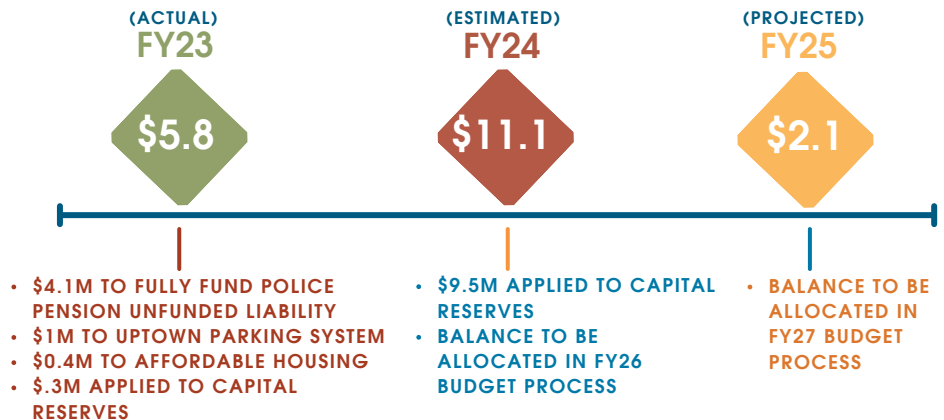 (ACTUAL)
FY23
$5.8
(ESTIMATED)
FY24
$11.1
(PROJECTED)
FY25
$2.1
• $4.1M TO FULLY FUND POLICE
PENSION UNFUNDED LIABILITY
• $1M TO UPTOWN PARKING SYSTEM
• $0.4M TO AFFORDABLE HOUSING
• $.3M APPLIED TO CAPITAL
RESERVES
• $9.5M APPLIED TO CAPITAL
RESERVES
• BALANCE TO BE
ALLOCATED IN FY26
BUDGET PROCESS
• BALANCE TO BE
ALLOCATED IN
FY27 BUDGET
PROCESS